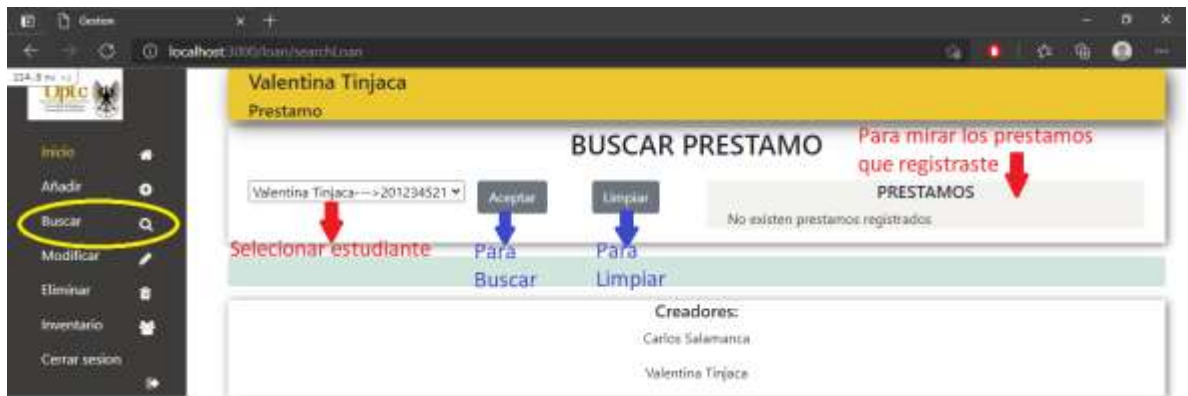 Gestion
localhost:3000/loan/searchLoan
Uptc
Valentina Tinjaca
Prestamo
Inicio
Añadir
Buscar
Modificar
Eliminar
Inventario
Cerrar sesion
BUSCAR PRESTAMO
Para mirar los prestamos
que registraste
Valentina Tinjaca--->201234521
Aceptar
Limpiar
PRESTAMOS
No existen prestamos registrados
Selecionar estudiante
Para
Buscar
Para
Limpiar
Creadores:
Carlos Salamanca
Valentina Tinjaca